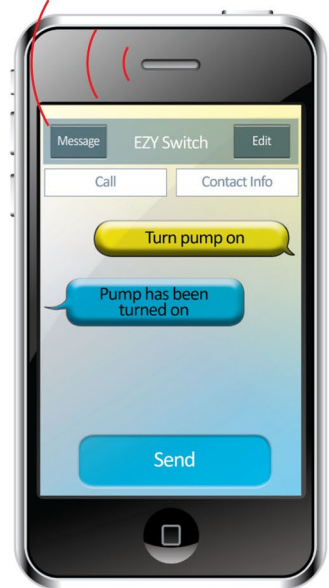 Message EZY Switch Edit
Call Contact Info
Turn pump on
Pump has been
turned on
Send